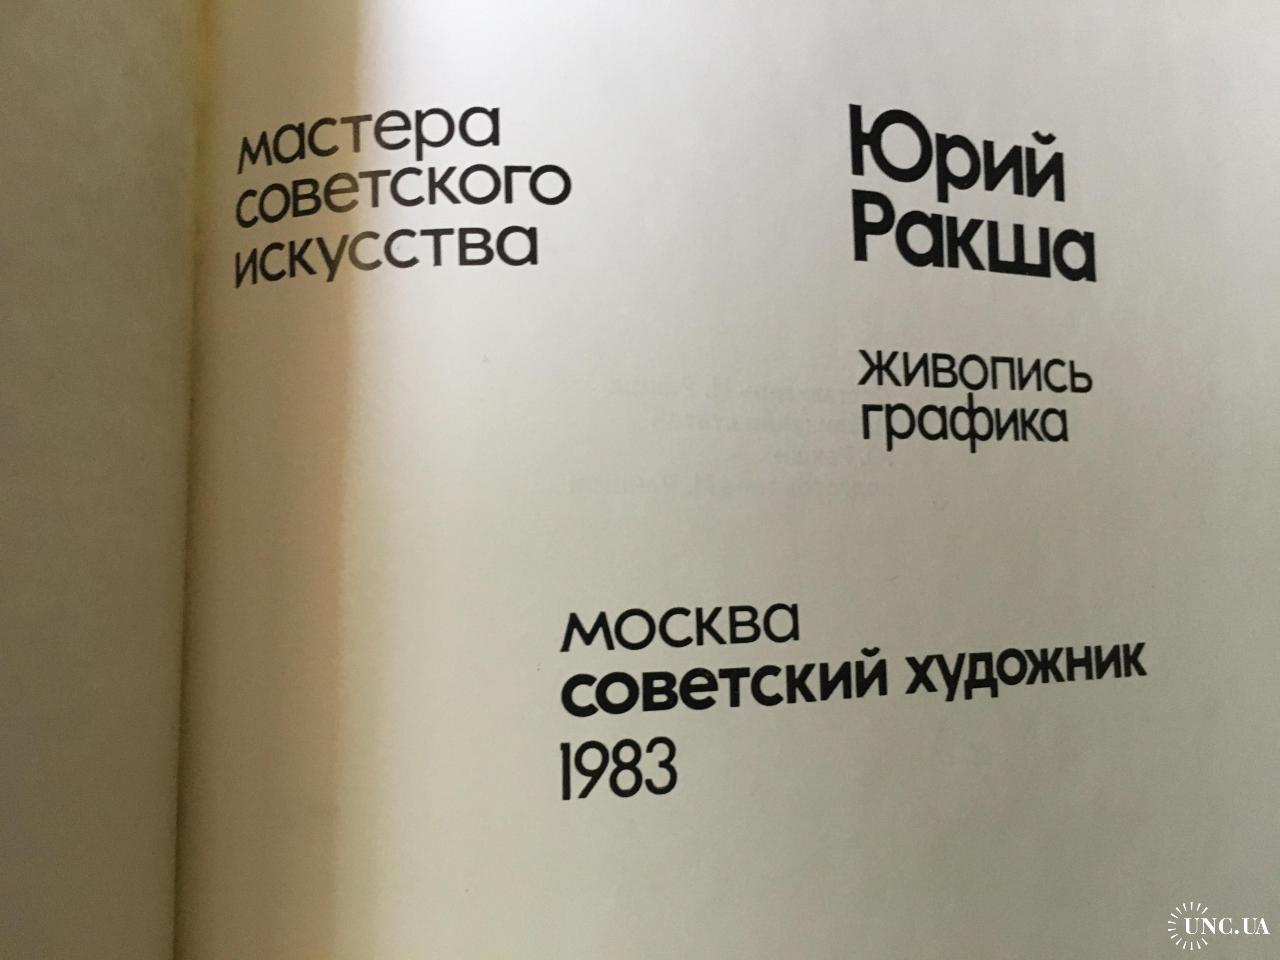 мастера
советского
искусства
Юрий
Ракша
живопись
графика
москва
советский художник
1983
UNC.UA